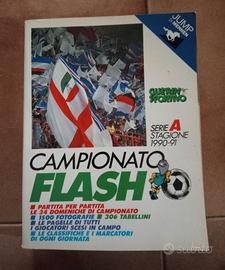 JUMP
GUERIN
SPORTIVO
SERIE A
STAGIONE
1990-91
CAMPIONATO
FLASH
PARTITA PER PARTITA
LE 34 DOMENICHE DI CAMPIONATO
1500 FOTOGRAFIE 306 TABELLINI
LE PAGELLE DI TUTTI
I GIOCATORI SCESI IN CAMPO
LE CLASSIFICHE E I MARCATORI
DI OGNI GIORNATA
subito